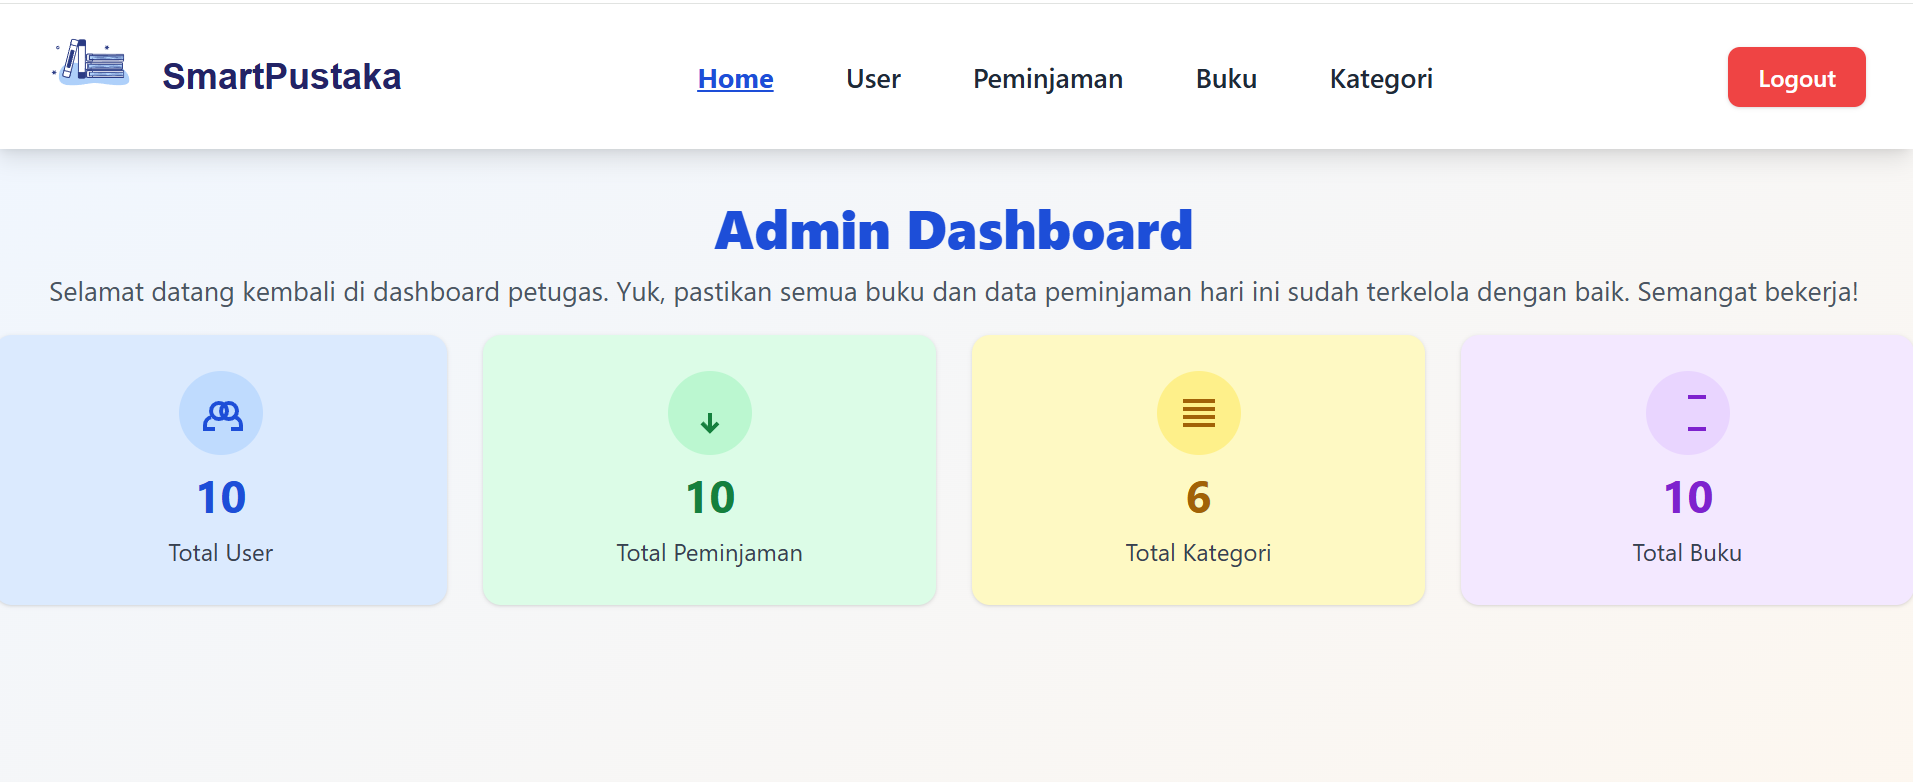 SmartPustaka
Home User Peminjaman Buku Kategori
Logout
Admin Dashboard
Selamat datang kembali di dashboard petugas. Yuk, pastikan semua buku dan data peminjaman hari ini sudah terkelola dengan baik. Semangat bekerja!
10
Total User
10
Total Peminjaman
6
Total Kategori
10
Total Buku